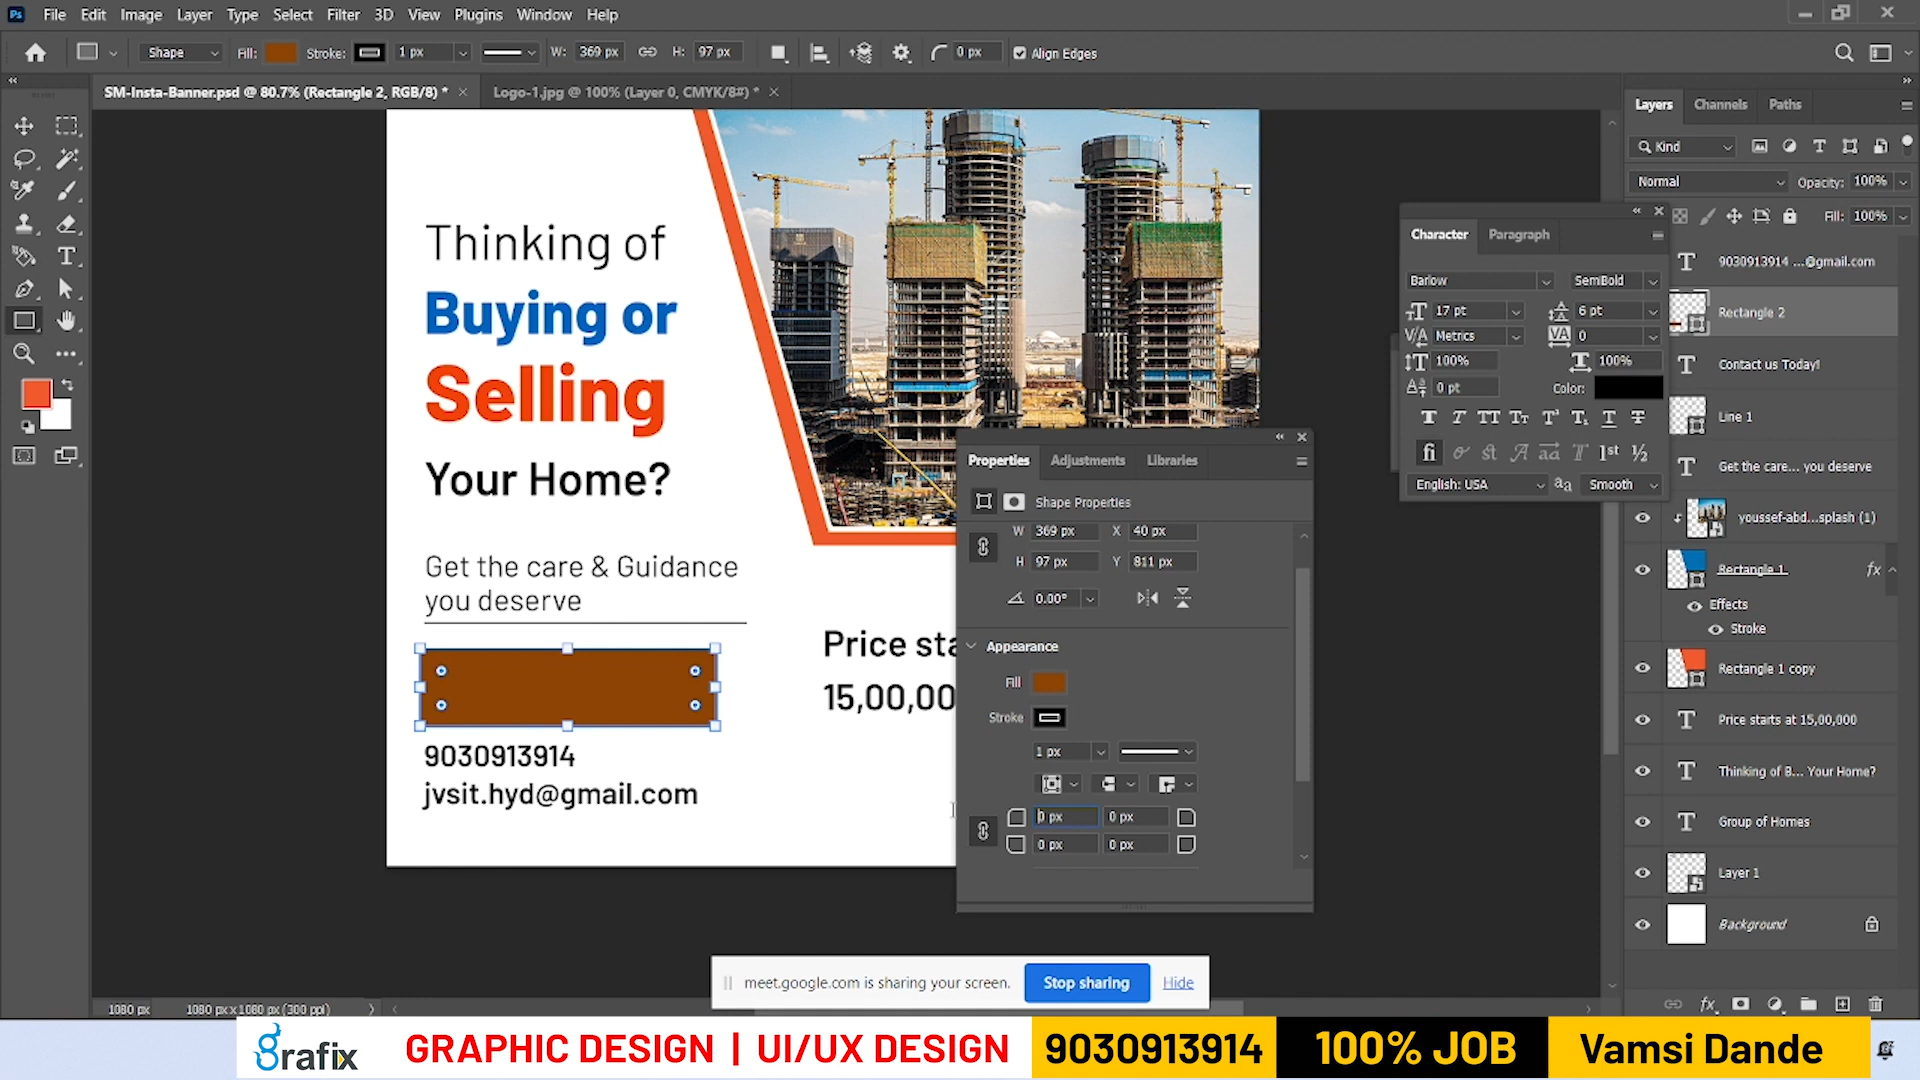 File Edit Image Layer Type Select Filter 3D View Plugins Window Help
Shape Fill: Stroke: 1 px W: 369 px H: 97 px 0 px Align Edges
SM-Insta-Banner.psd @ 80.7% (Rectangle 2, RGB/8) * Logo-1.jpg @ 100% (Layer 0, CMYK/8#) *
Thinking of
Buying or
Selling
Your Home?
Get the care & Guidance
you deserve
9030913914
jvsit.hyd@gmail.com
Price sta
15,00,00
Properties Adjustments Libraries
Shape Properties
W 369 px X 40 px
H 97 px Y 811 px
0.00°
Appearance
Fill
Stroke
1 px
0 px 0 px
0 px 0 px
Character Paragraph
Barlow SemiBold
17 pt 6 pt
Metrics 0
100% 100%
0 pt Color:
English: USA Smooth
Layers Channels Paths
Kind
Normal Opacity: 100%
Fill: 100%
9030913914 ...@gmail.com
Rectangle 2
Contact us Today!
Line 1
Get the care... you deserve
youssef-abd...splash (1)
Rectangle 1
fx
Effects
Stroke
Rectangle 1 copy
Price starts at 15,00,000
Thinking of B... Your Home?
Group of Homes
Layer 1
Background
meet.google.com is sharing your screen. Stop sharing Hide
1080 px 1080 px x 1080 px (300 ppi)
Grafix GRAPHIC DESIGN | UI/UX DESIGN 9030913914 100% JOB Vamsi Dande